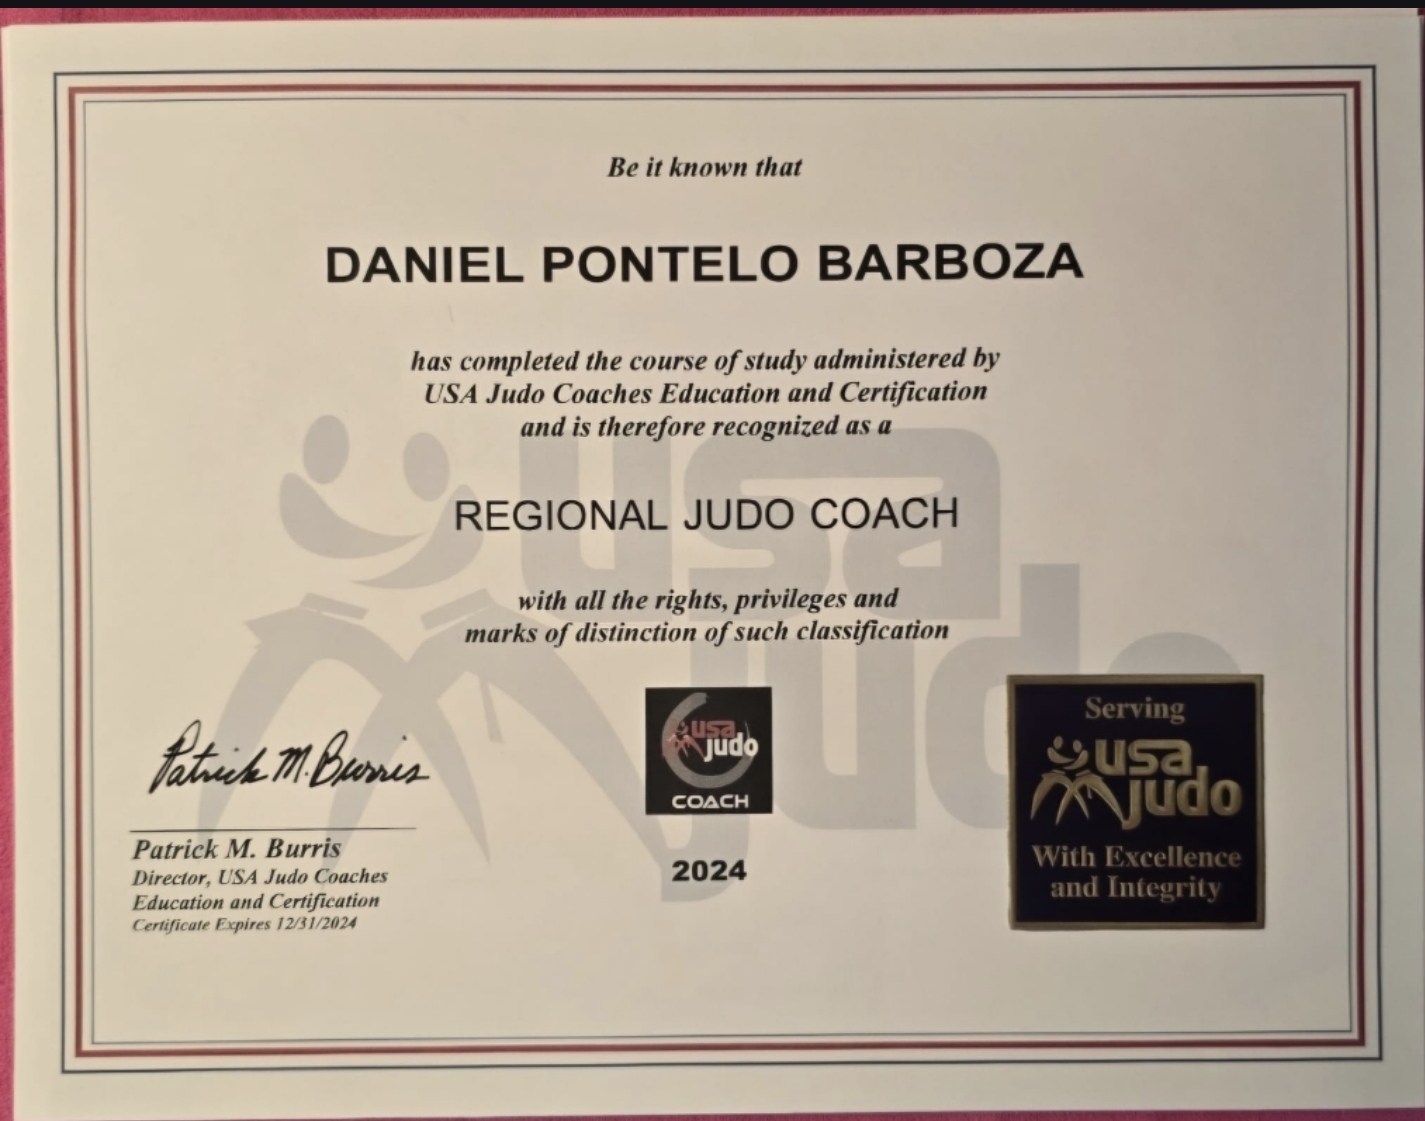 Be it known that
DANIEL PONTELO BARBOZA
has completed the course of study administered by
USA Judo Coaches Education and Certification
and is therefore recognized as a
REGIONAL JUDO COACH
with all the rights, privileges and
marks of distinction of such classification
usa
judo
Patrick M. Burris
Patrick M. Burris
Director, USA Judo Coaches
Education and Certification
Certificate Expires 12/31/2024
usa
judo
COACH
2024
Serving
usa
judo
With Excellence
and Integrity